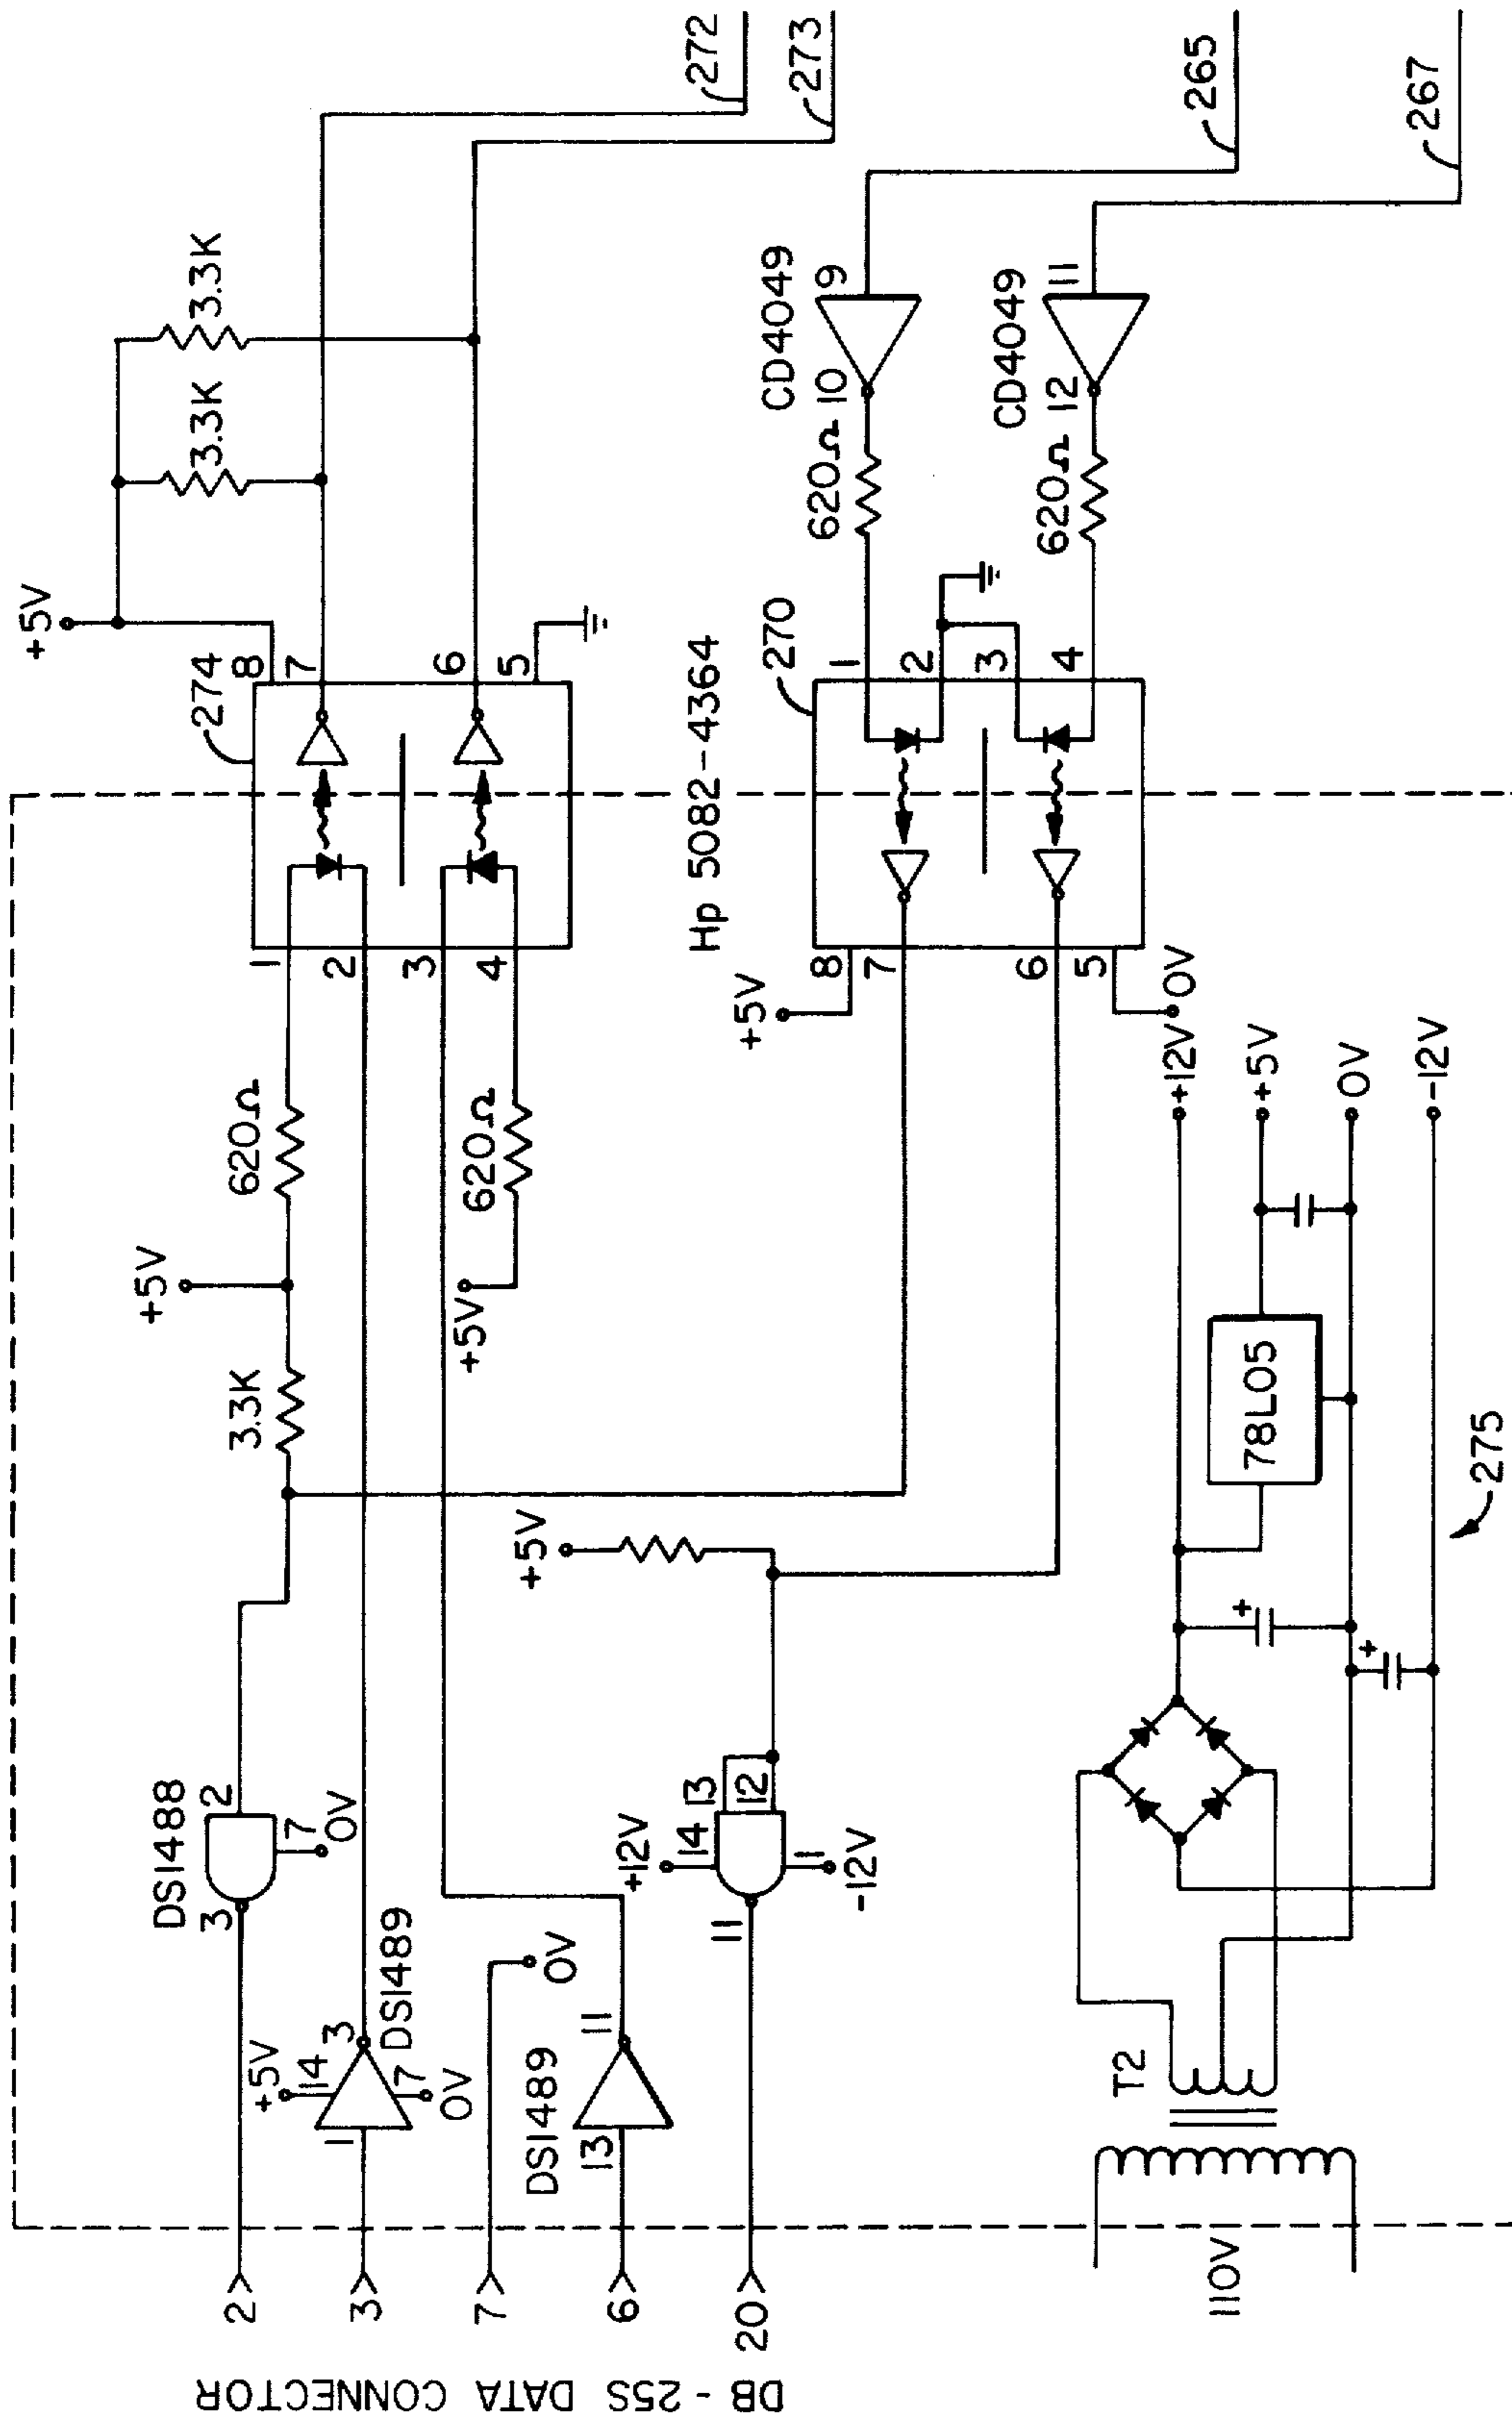 DB - 25S DATA CONNECTOR
2>
3>
7>
6>
20>
110V
DS1488
3
2
7
0V
+5V
14
1
3
7
0V
DS1489
0V
DS1489
13
11
+12V
14
13
12
11
1
-12V
T2
3.3K
+5V
620Ω
+5V
620Ω
+5V
1
2
3
4
274
8
7
6
5
+5V
3.3K
3.3K
272
273
Hp 5082-4364
+5V
8
7
6
5
0V
270
1
2
3
4
620Ω
10
CD4049
9
620Ω
12
CD4049
11
265
267
+
+
78L05
+12V
+5V
0V
-12V
275